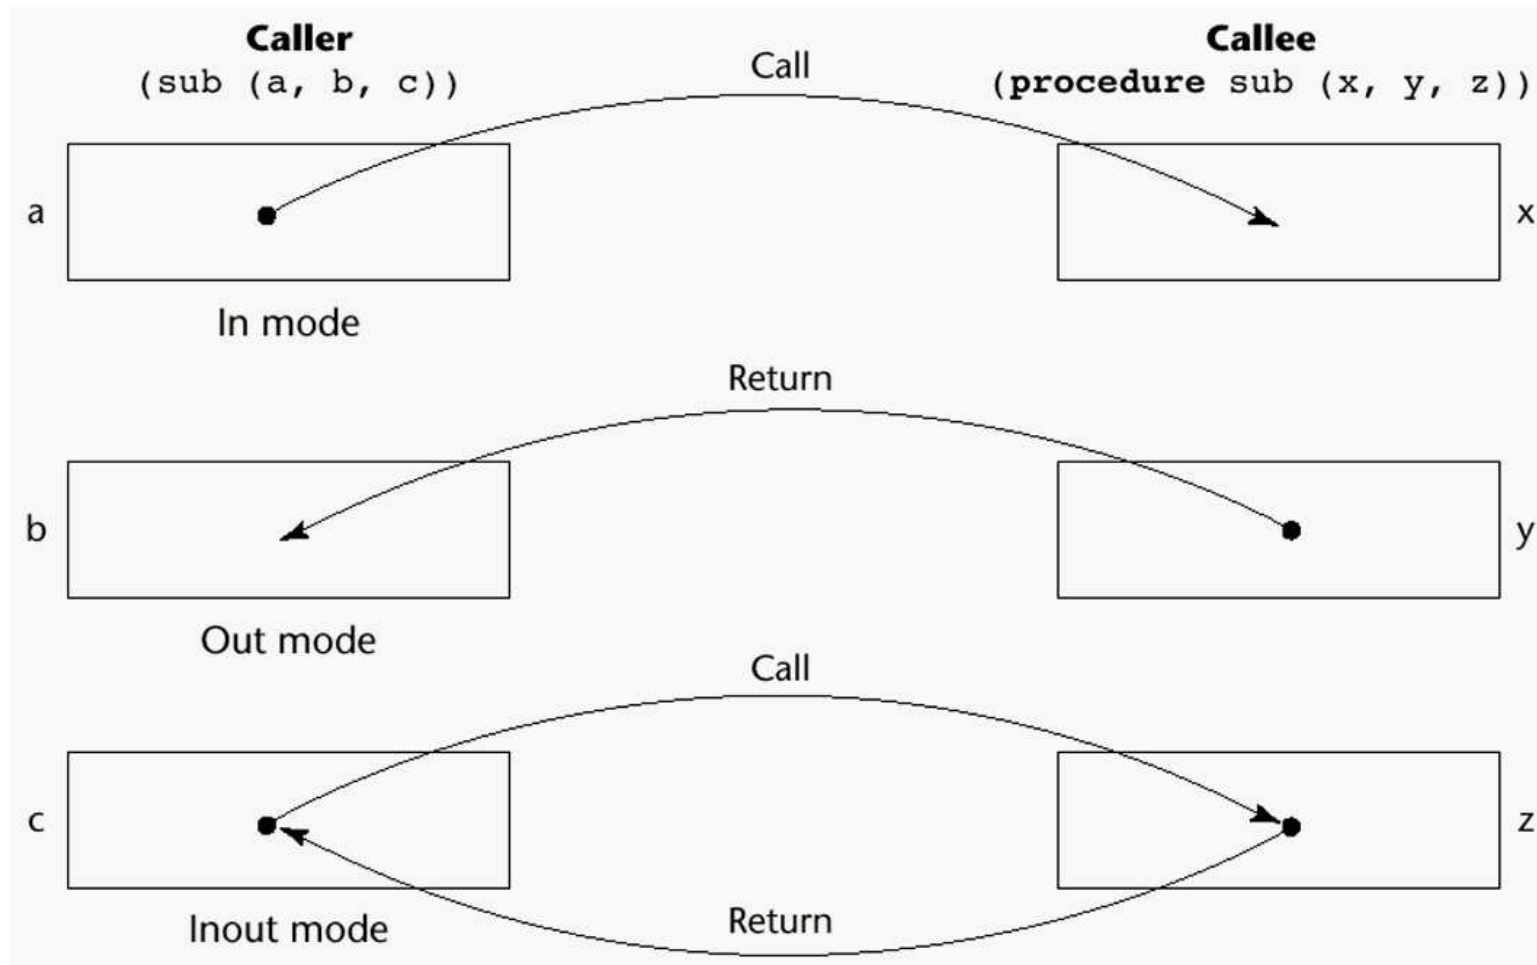 Caller
(sub (a, b, c))
Call
Callee
(procedure sub (x, y, z))
a
x
In mode
Return
b
y
Out mode
Call
c
z
Inout mode
Return